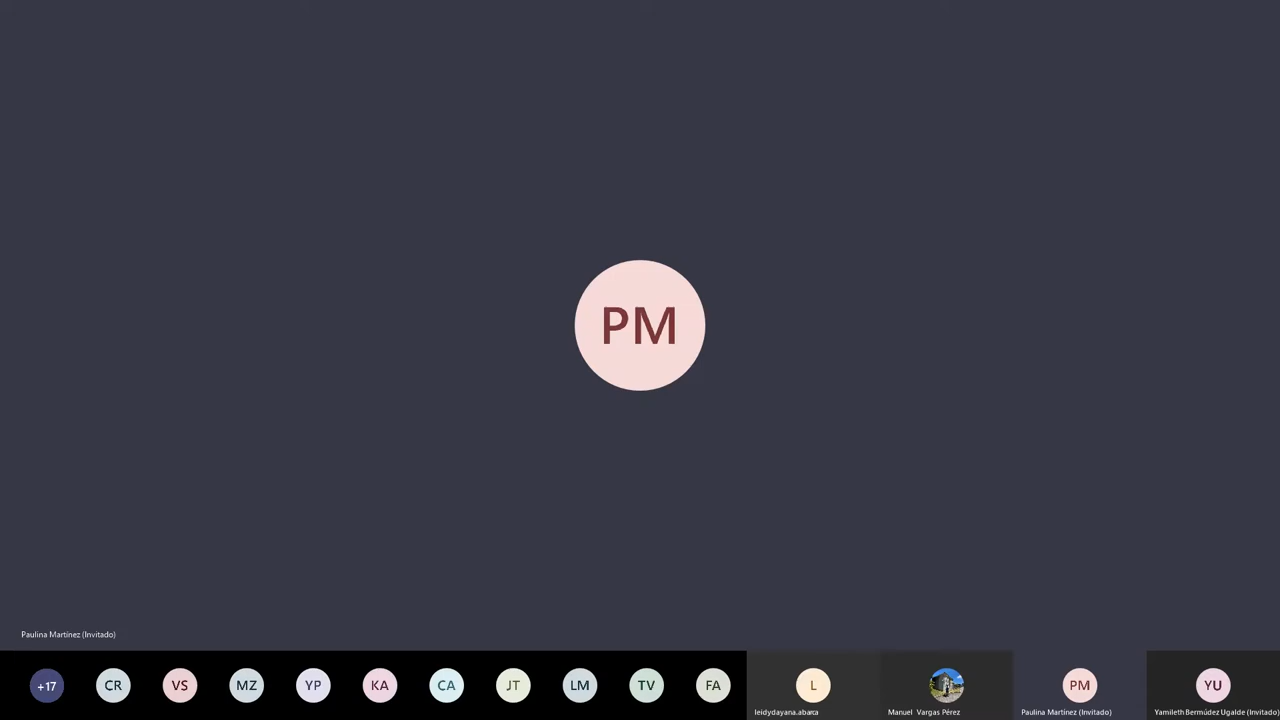 PM
Paulina Martínez (Invitado)
+17
CR
VS
MZ
YP
KA
CA
JT
LM
TV
FA
L
leidydayana.abarca
Manuel Vargas Pérez
PM
Paulina Martínez (Invitado)
YU
Yamileth Bermúdez Ugalde (Invitado)